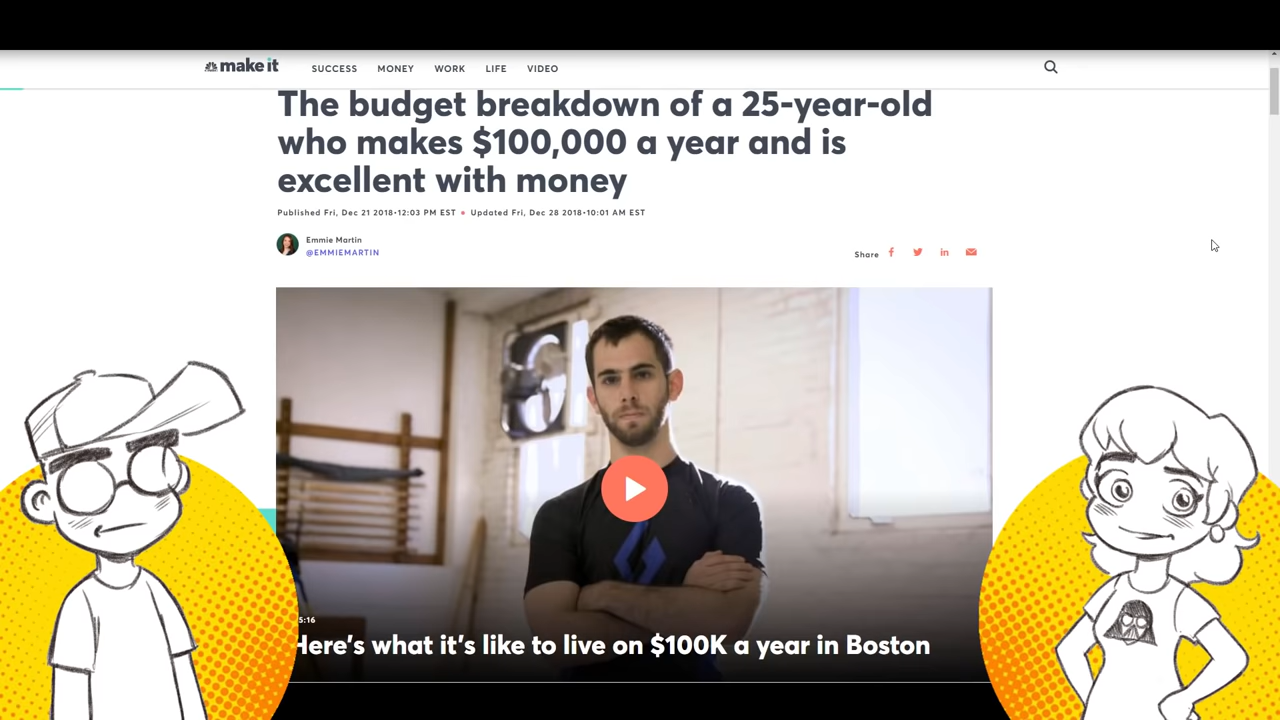 make it
SUCCESS MONEY WORK LIFE VIDEO
The budget breakdown of a 25-year-old
who makes $100,000 a year and is
excellent with money
Published Fri, Dec 21 2018•12:03 PM EST • Updated Fri, Dec 28 2018•10:01 AM EST
Emmie Martin
@EMMIEMARTIN
Share
5:16
Here's what it's like to live on $100K a year in Boston